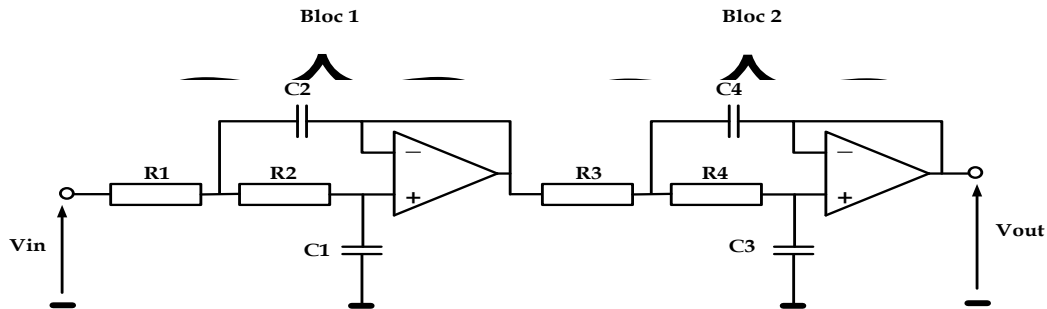 Bloc 1 Bloc 2
C2 C4
R1 R2 R3 R4
− + − +
Vin C1 C3 Vout